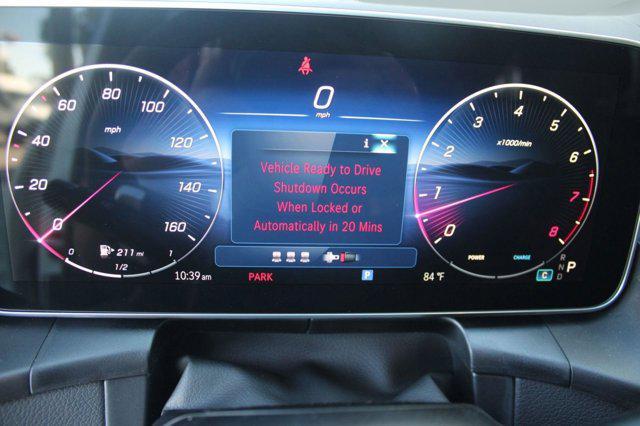 0
mph
20
40
60
80
100
120
140
160
mph
0
211 mi
0
1/2
1
i X
Vehicle Ready to Drive
Shutdown Occurs
When Locked or
Automatically in 20 Mins
0
1
2
3
4
5
6
7
8
x1000/min
POWER
CHARGE
C
R
N
D
P
10:39 am
PARK
P
84 °F